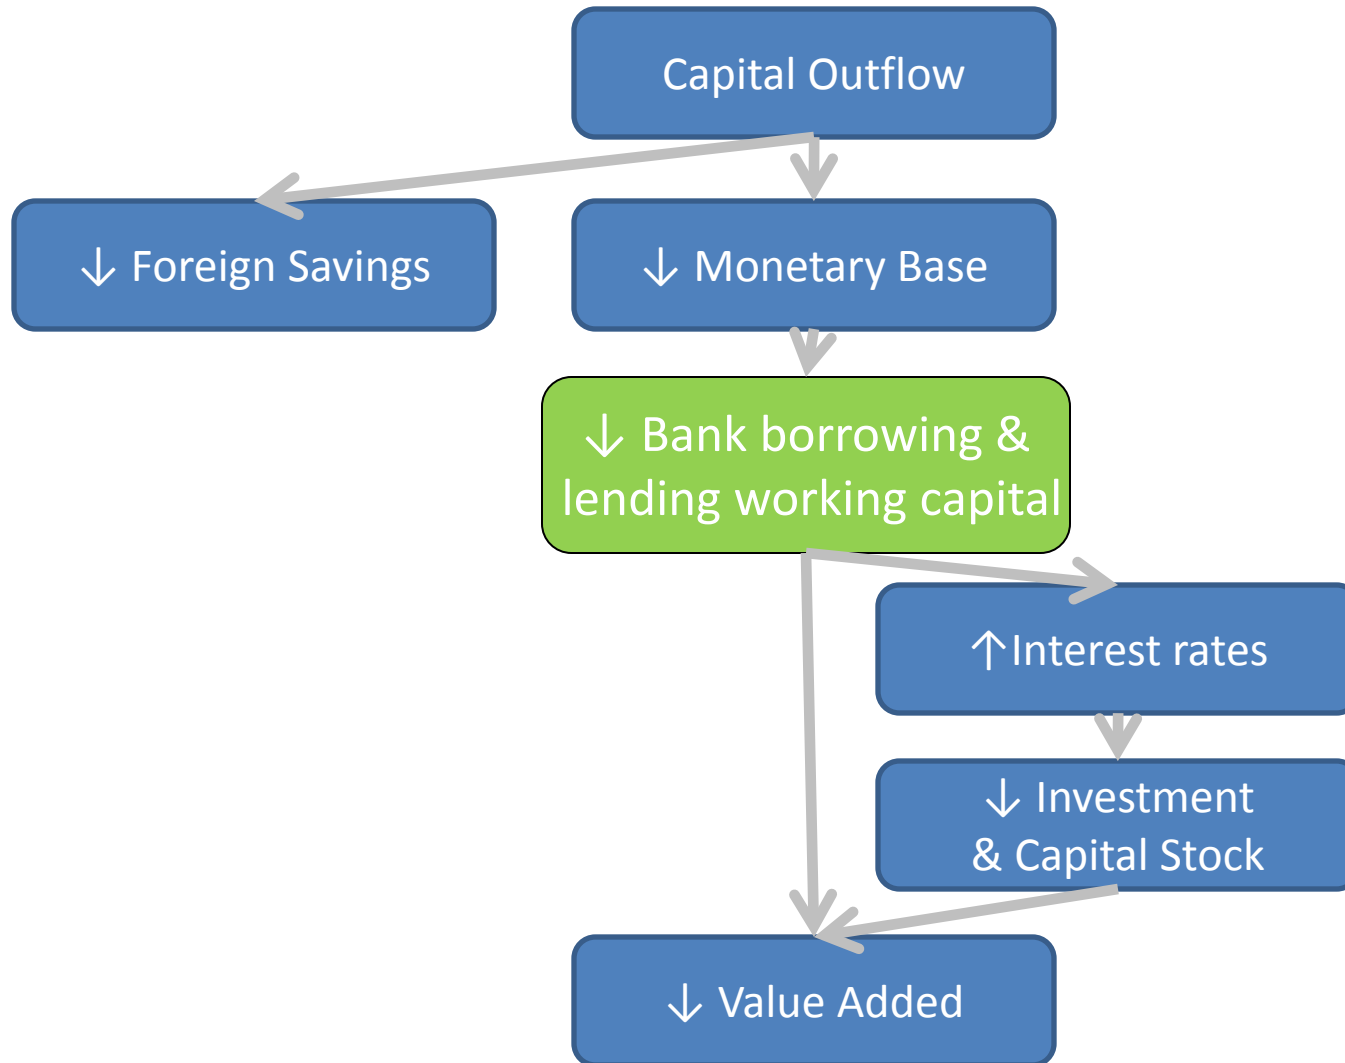 Capital Outflow
↓ Foreign Savings
↓ Monetary Base
↓ Bank borrowing &
lending working capital
↑Interest rates
↓ Investment
& Capital Stock
↓ Value Added